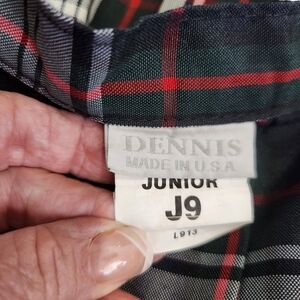 DENNIS
MADE IN U.S.A.
JUNIOR
J9
L913